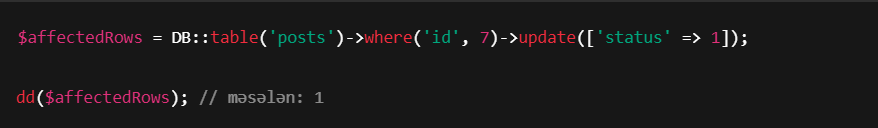 $affectedRows = DB::table('posts')->where('id', 7)->update(['status' => 1]);
dd($affectedRows); // məsələn: 1